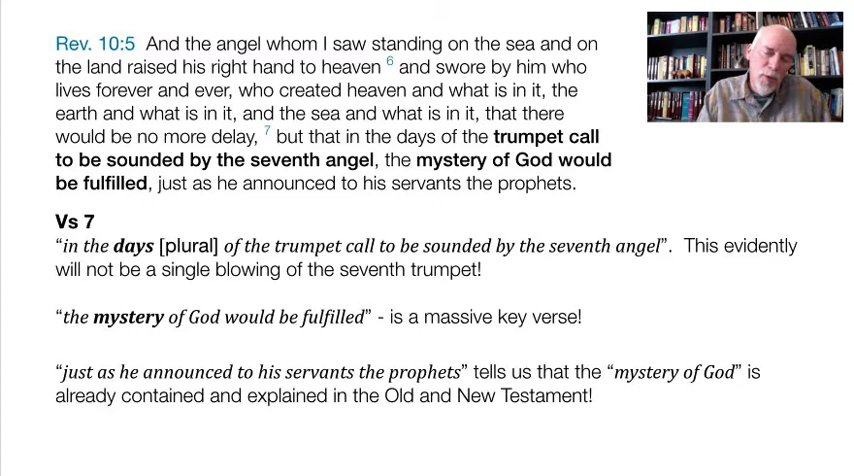 Rev. 10:5 And the angel whom I saw standing on the sea and on
the land raised his right hand to heaven 6 and swore by him who
lives forever and ever, who created heaven and what is in it, the
earth and what is in it, and the sea and what is in it, that there
would be no more delay, 7 but that in the days of the trumpet call
to be sounded by the seventh angel, the mystery of God would
be fulfilled, just as he announced to his servants the prophets.
Vs 7
“in the days [plural] of the trumpet call to be sounded by the seventh angel”. This evidently
will not be a single blowing of the seventh trumpet!
“the mystery of God would be fulfilled” - is a massive key verse!
“just as he announced to his servants the prophets” tells us that the “mystery of God” is
already contained and explained in the Old and New Testament!